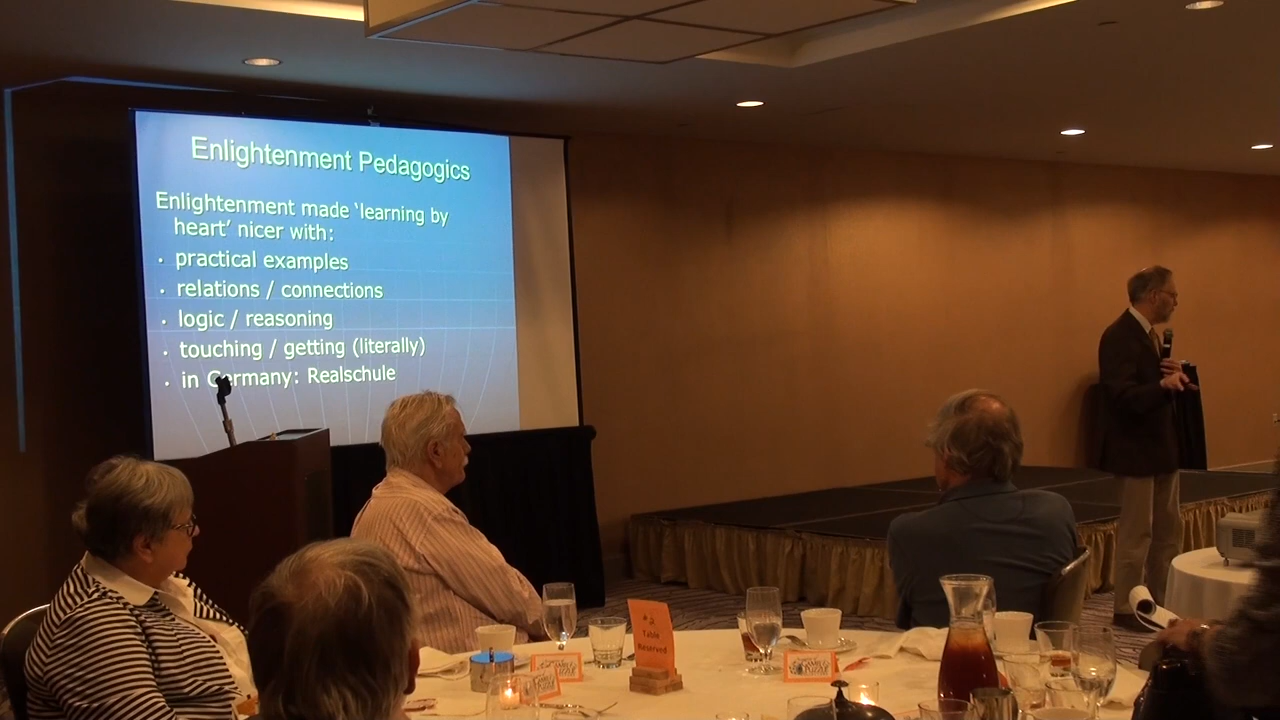 Enlightenment Pedagogics
Enlightenment made ‘learning by
heart’ nicer with:
• practical examples
• relations / connections
• logic / reasoning
• touching / getting (literally)
• in Germany: Realschule
Table
Reserved